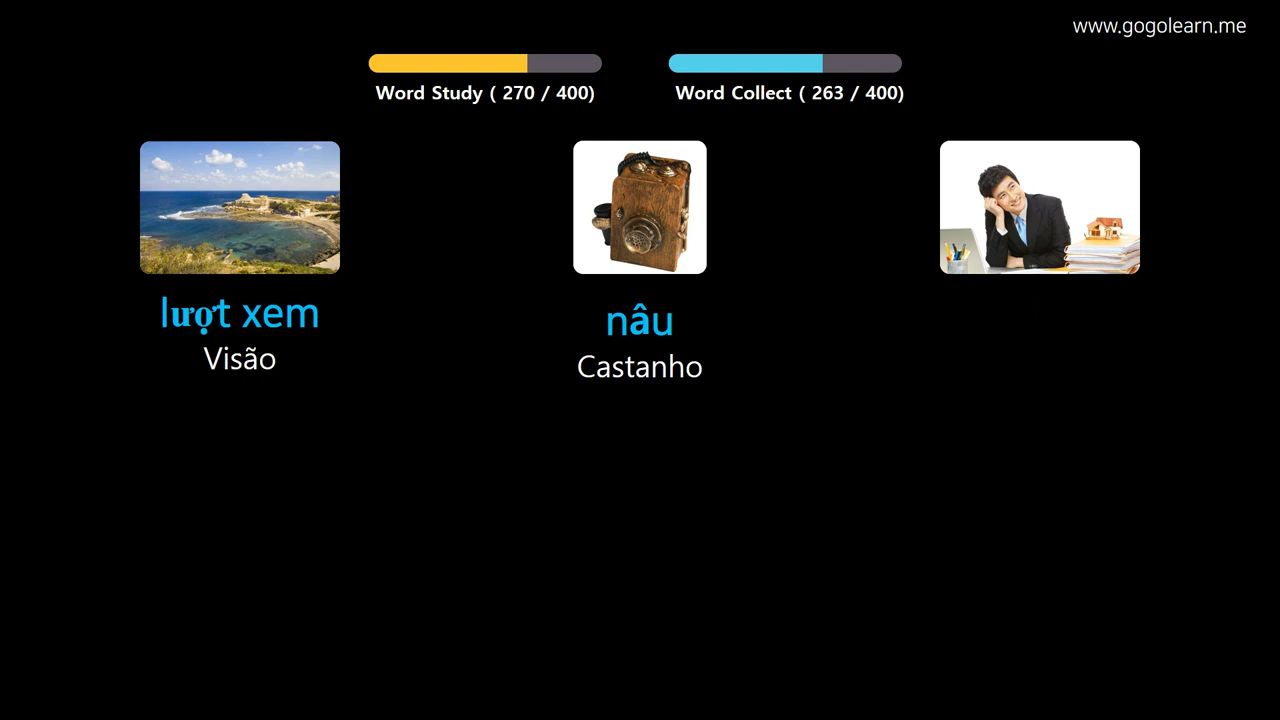 www.gogolearn.me
Word Study ( 270 / 400)
Word Collect ( 263 / 400)
lượt xem
Visão
nâu
Castanho